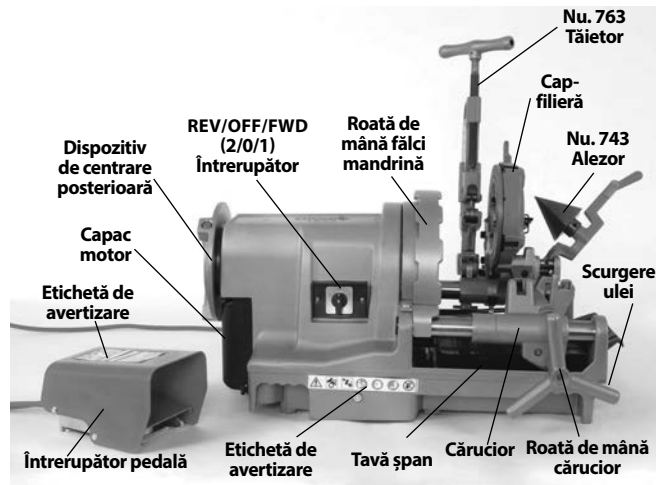 Nu. 763
Tăietor
Cap-
filieră
REV/OFF/FWD
(2/0/1)
Întrerupător
Roată de
mână fălci
mandrină
Nu. 743
Alezor
Dispozitiv
de centrare
posterioară
Capac
motor
Scurgere
ulei
Etichetă de
avertizare
Întrerupător pedală
Etichetă de
avertizare
Tavă șpan
Cărucior
Roată de mână
cărucior